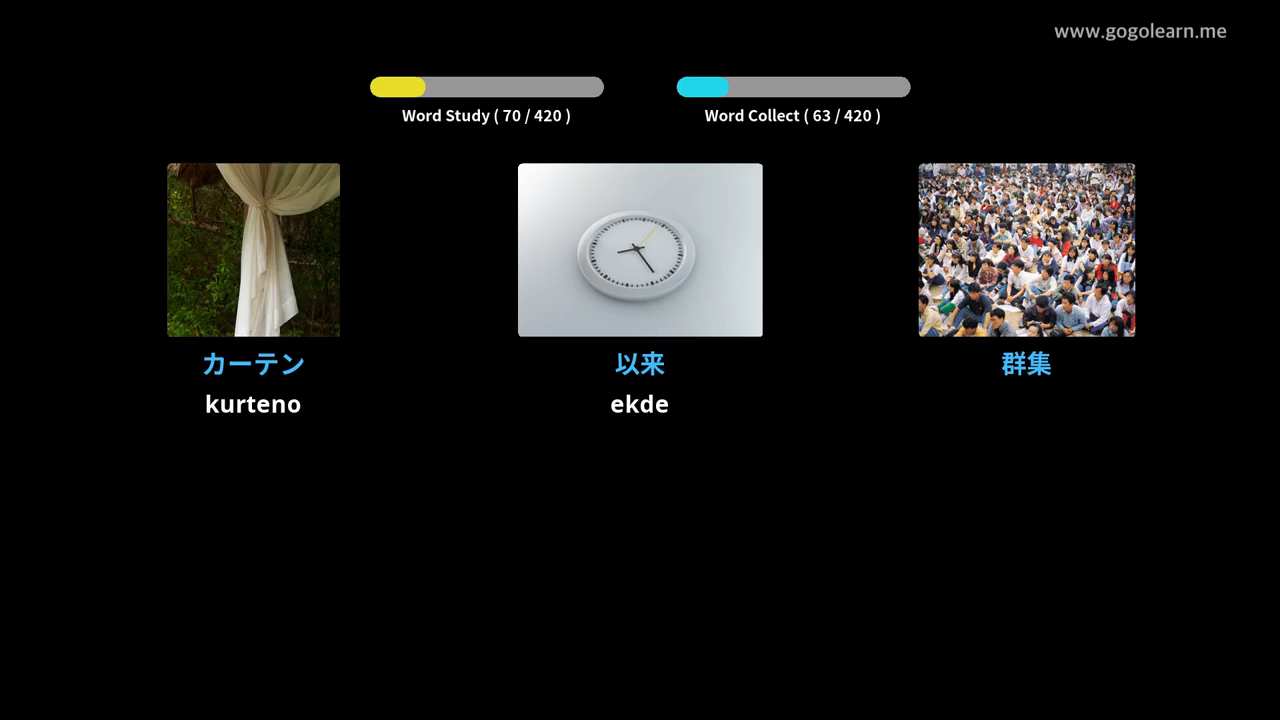 www.gogolearn.me
Word Study ( 70 / 420 )
Word Collect ( 63 / 420 )
カーテン
kurteno
以来
ekde
群集